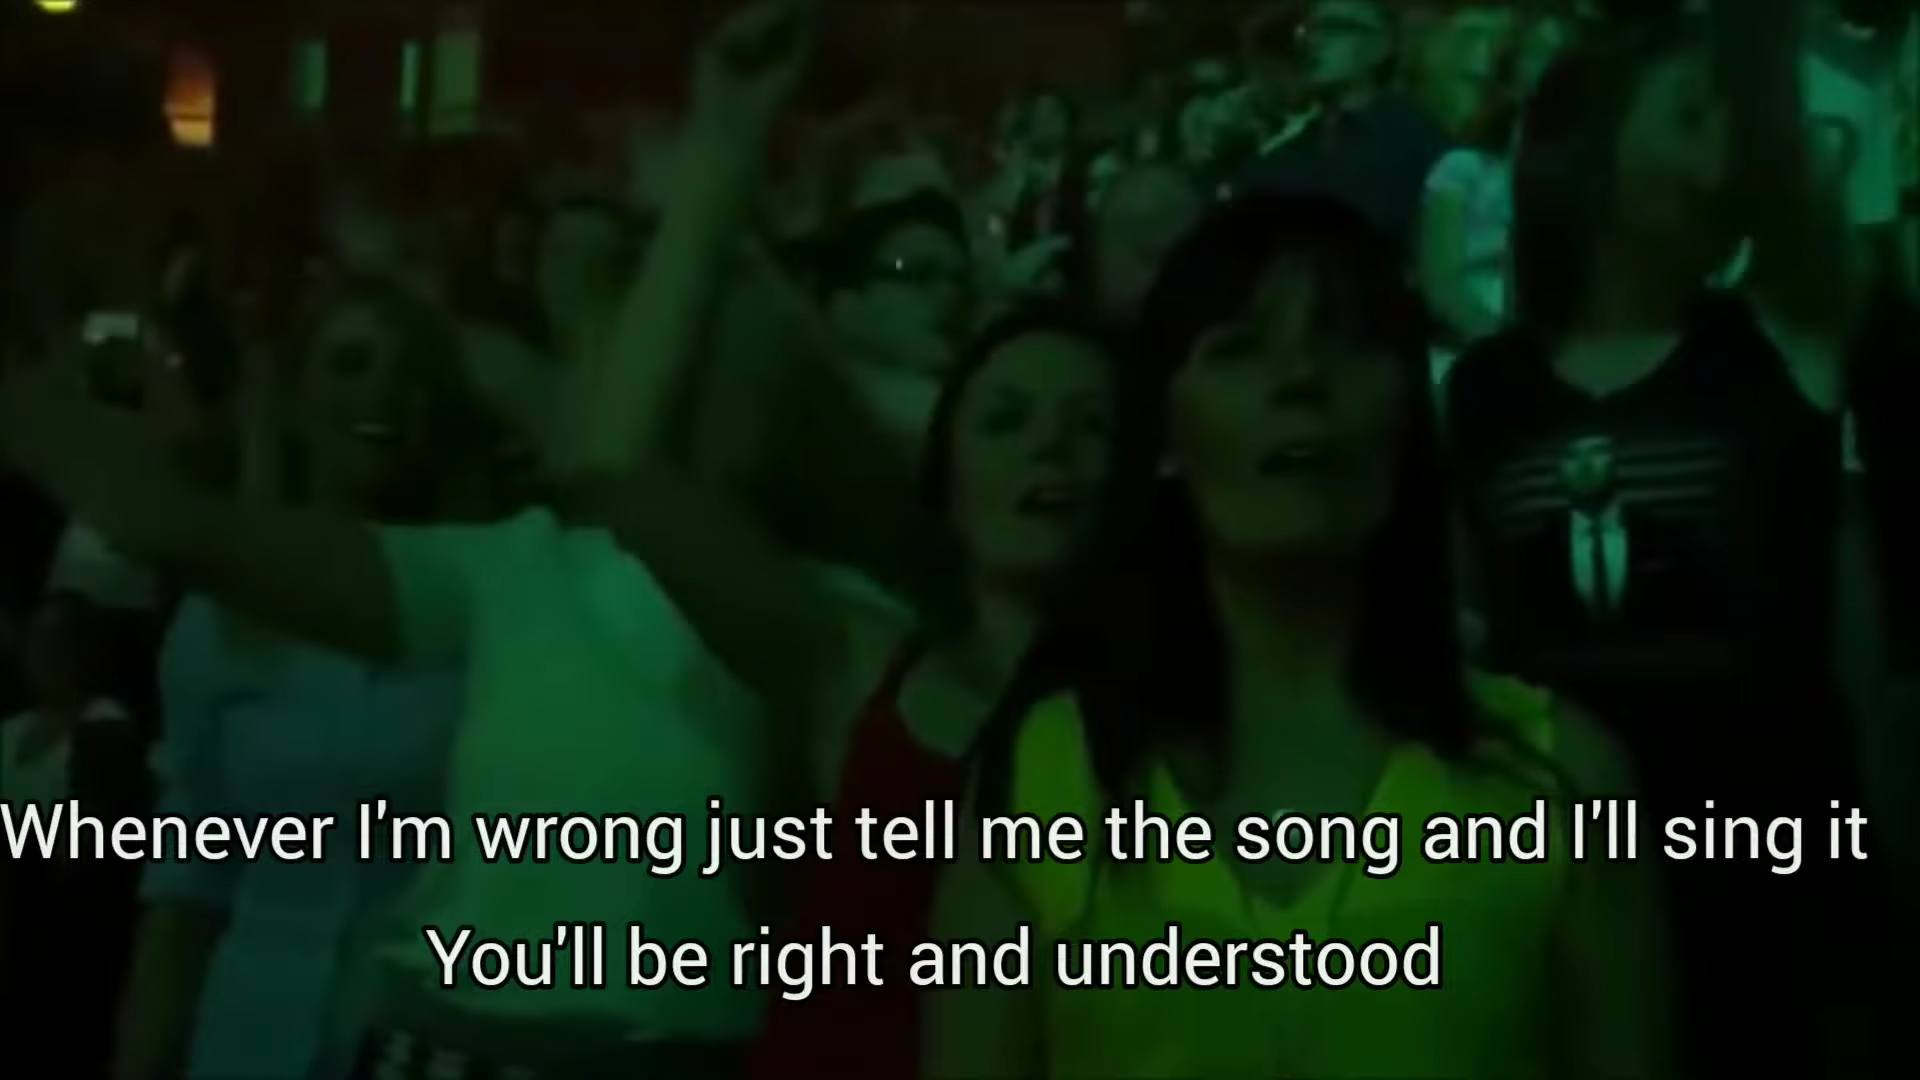 Whenever I'm wrong just tell me the song and I'll sing it
You'll be right and understood